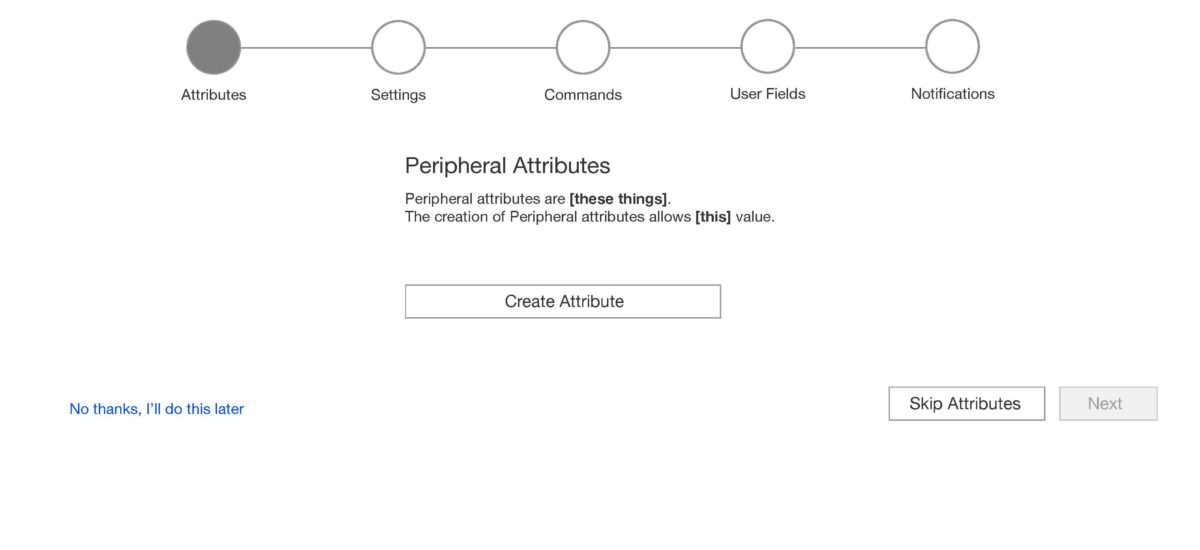 Attributes
Settings
Commands
User Fields
Notifications
Peripheral Attributes
Peripheral attributes are [these things].
The creation of Peripheral attributes allows [this] value.
Create Attribute
No thanks, I'll do this later
Skip Attributes
Next